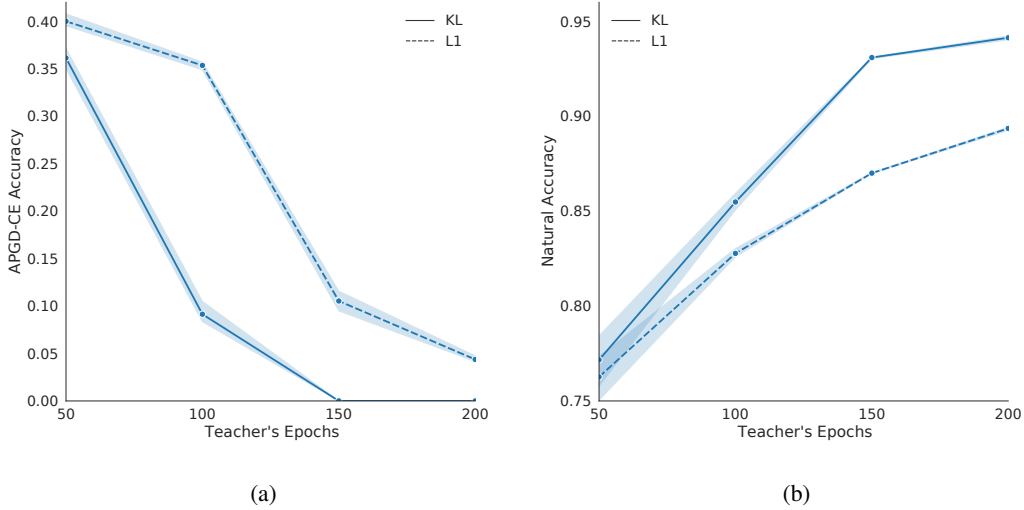 0.40
0.35
0.30
0.25
0.20
0.15
0.10
0.05
0.00
APGD-CE Accuracy
50 100 150 200
Teacher's Epochs
KL
L1
(a)
0.95
0.90
0.85
0.80
0.75
Natural Accuracy
50 100 150 200
Teacher's Epochs
KL
L1
(b)